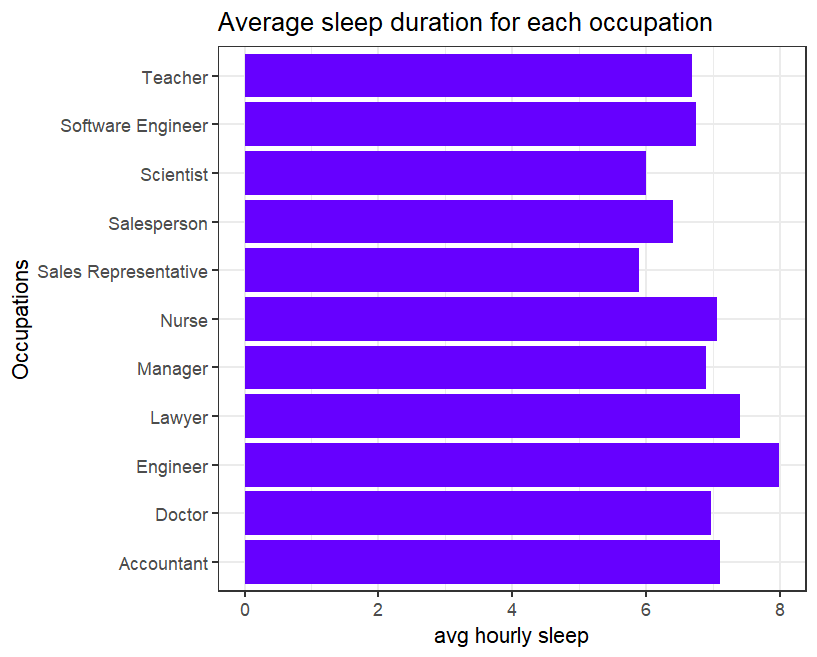 Average sleep duration for each occupation
Teacher
Software Engineer
Scientist
Salesperson
Sales Representative
Nurse
Manager
Lawyer
Engineer
Doctor
Accountant
Occupations
0 2 4 6 8
avg hourly sleep